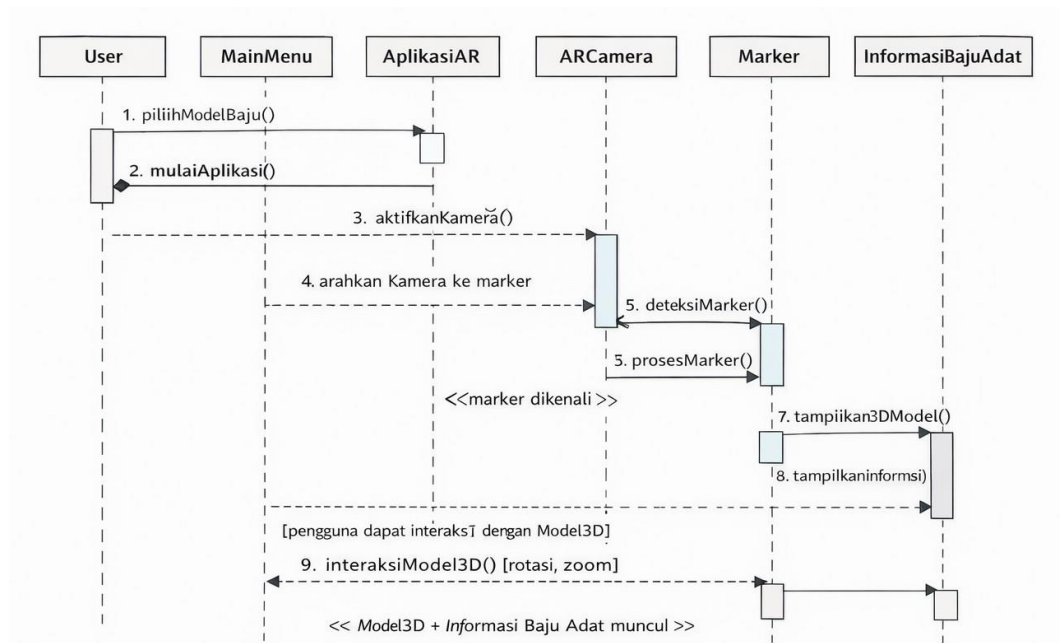 User MainMenu AplikasiAR ARCamera Marker InformasiBajuAdat
1. piliihModelBaju()
2. mulaiAplikasi()
3. aktifkanKamera()
4. arahkan Kamera ke marker
5. deteksiMarker()
5. prosesMarker()
<<marker dikenali>>
7. tampiikan3DModel()
8. tampilkaninformsi)
[pengguna dapat interaksī dengan Model3D]
9. interaksiModel3D() [rotasi, zoom]
<< Model3D + Informasi Baju Adat muncul >>